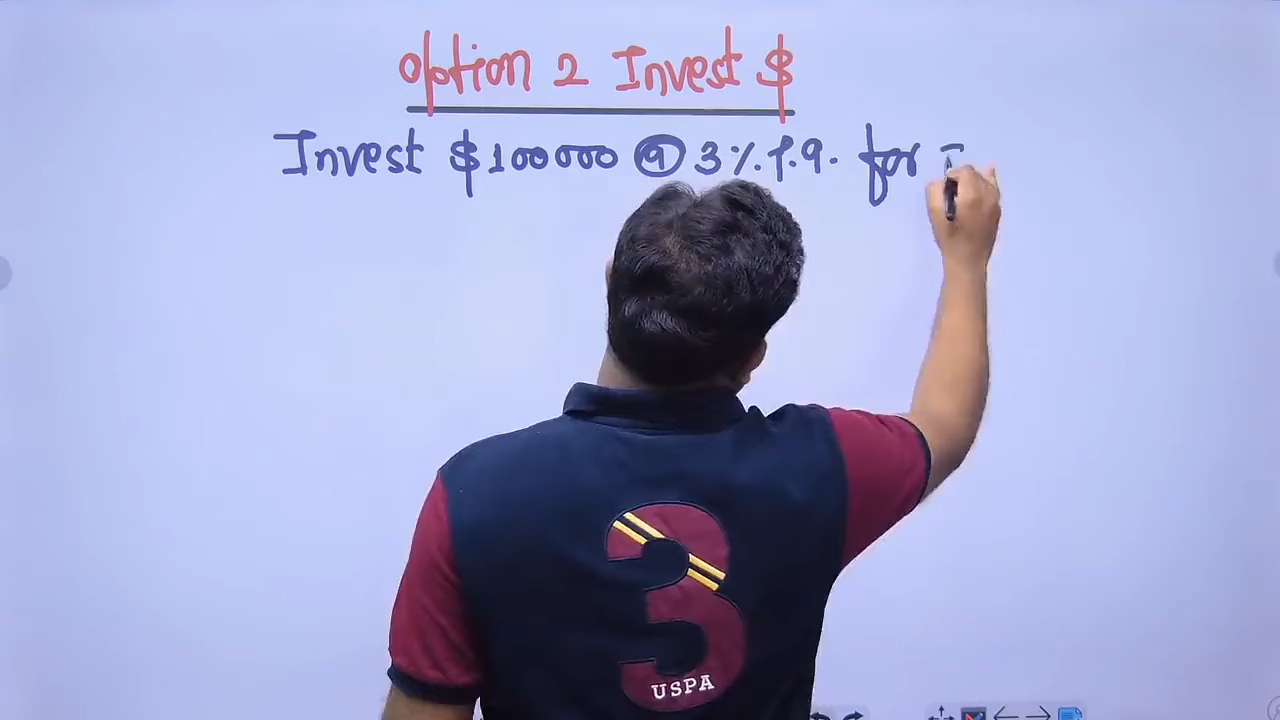 Option 2 Invest $
Invest $100000 @ 3% P.a. for
3
USPA